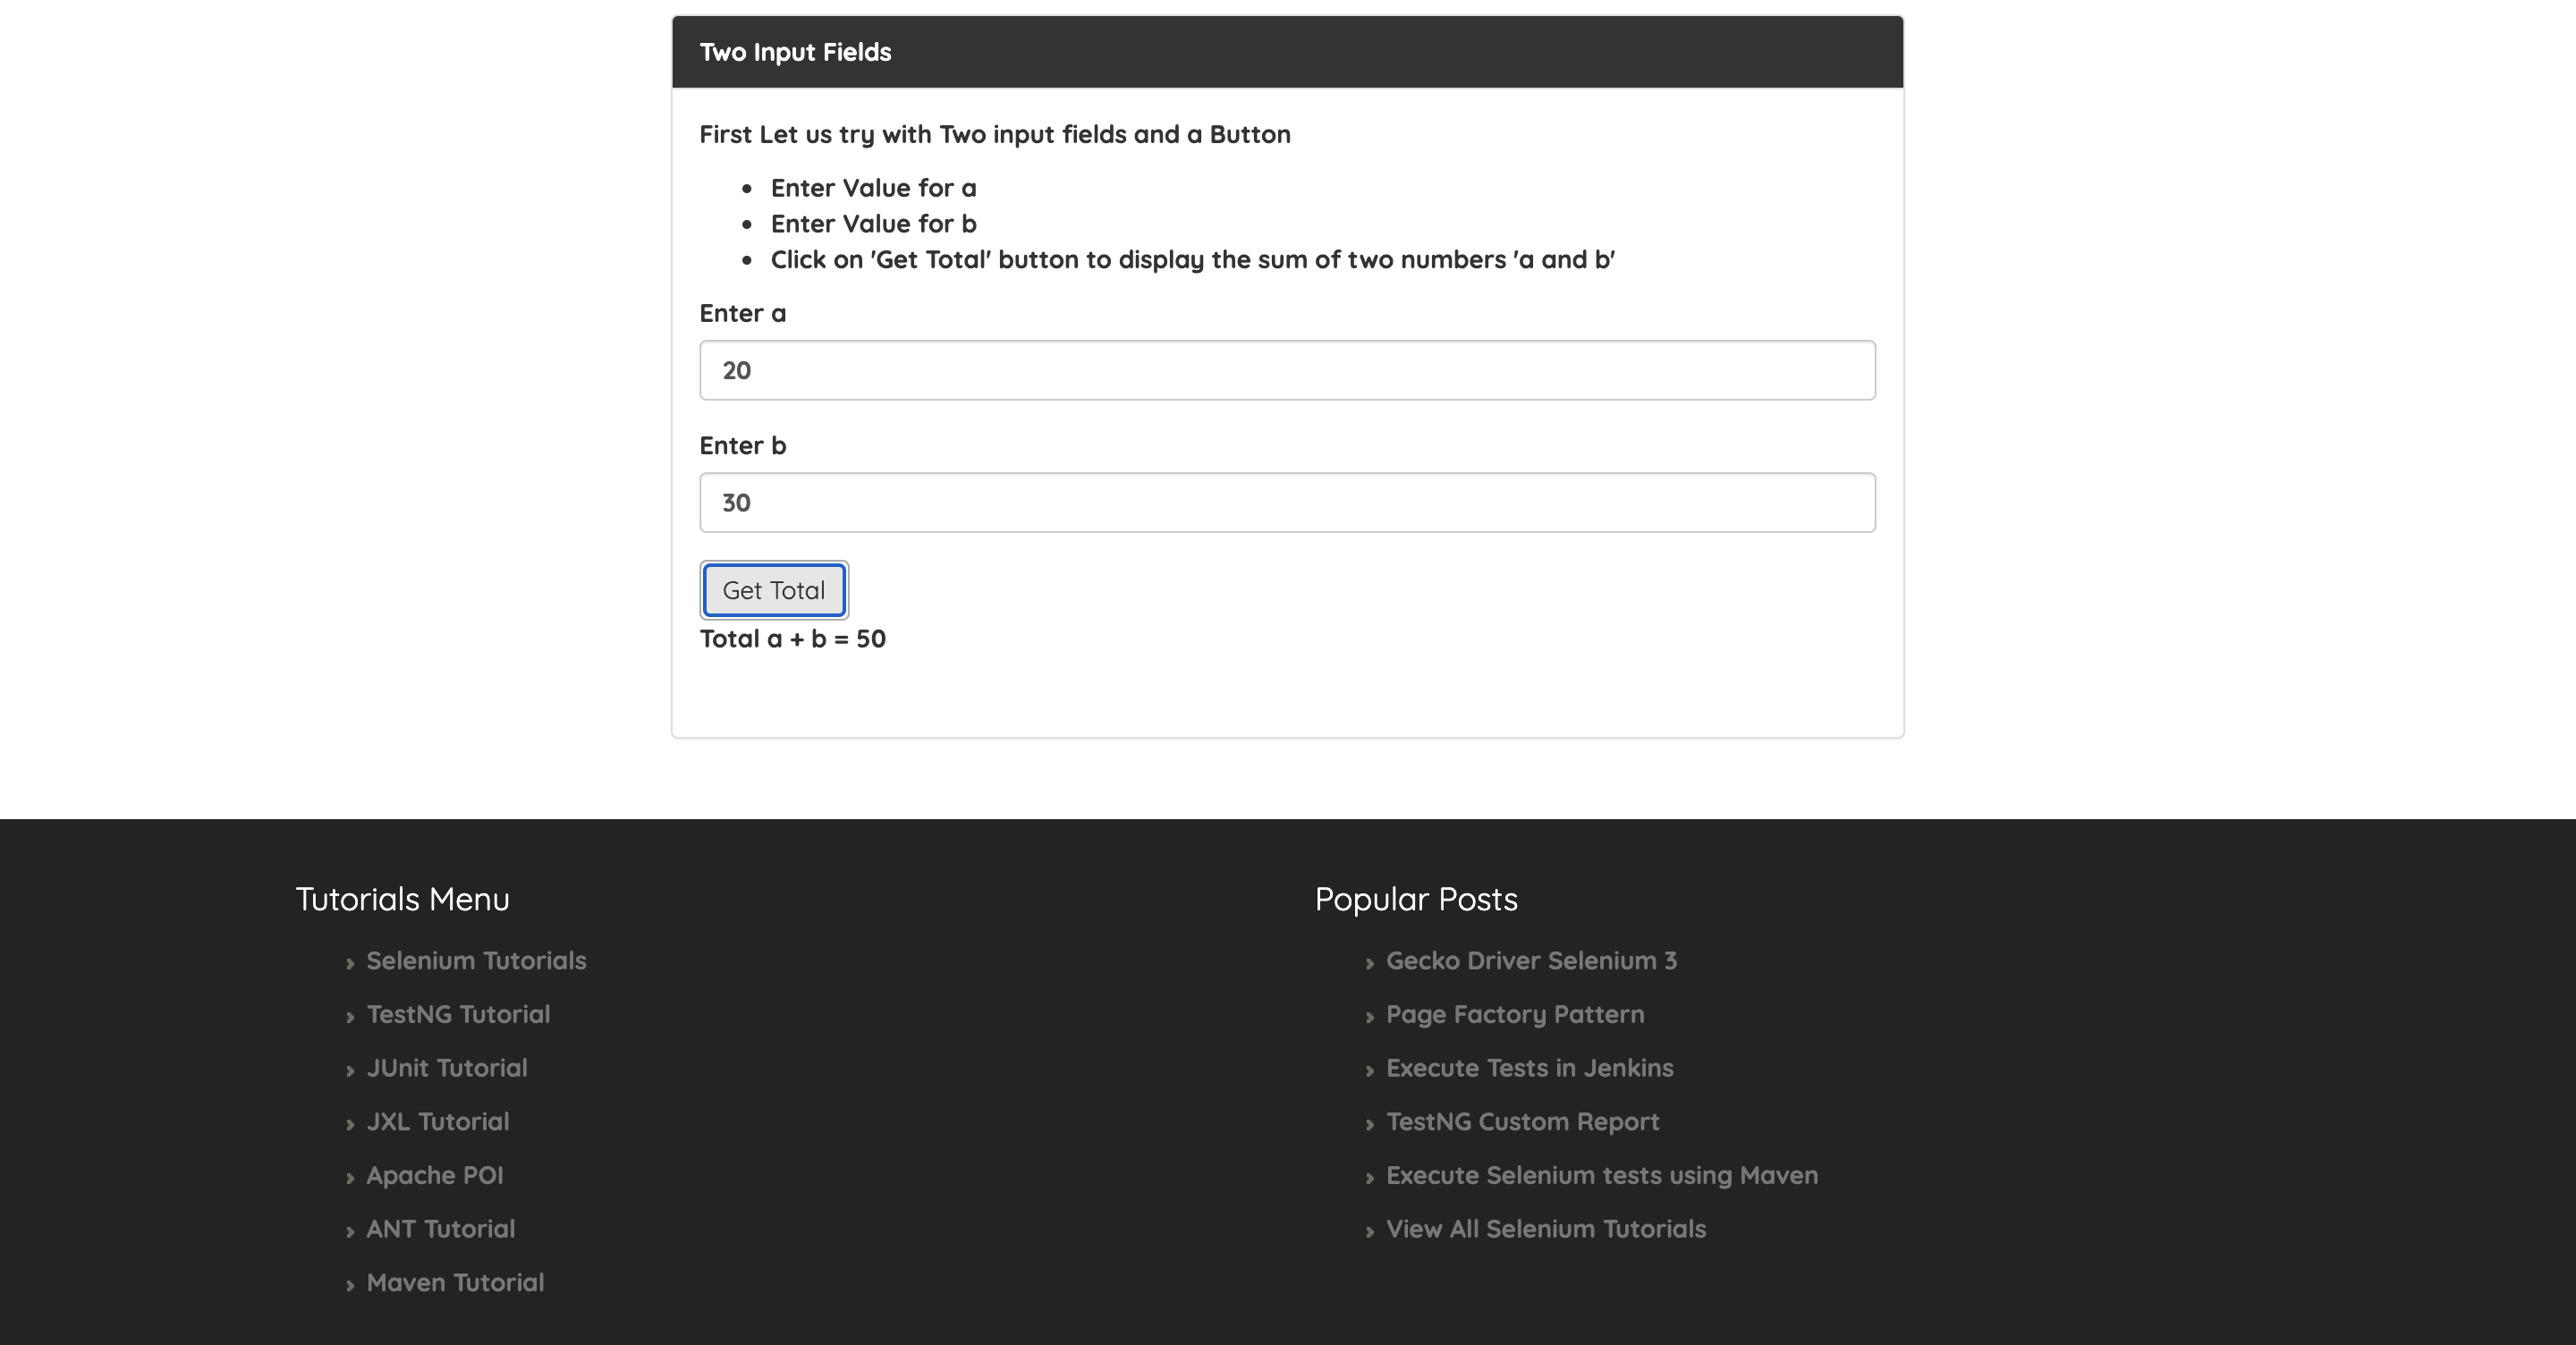 Two Input Fields
First Let us try with Two input fields and a Button
Enter Value for a
Enter Value for b
Click on 'Get Total' button to display the sum of two numbers 'a and b'
Enter a
20
Enter b
30
Get Total
Total a + b = 50
Tutorials Menu
Selenium Tutorials
TestNG Tutorial
JUnit Tutorial
JXL Tutorial
Apache POI
ANT Tutorial
Maven Tutorial
Popular Posts
Gecko Driver Selenium 3
Page Factory Pattern
Execute Tests in Jenkins
TestNG Custom Report
Execute Selenium tests using Maven
View All Selenium Tutorials